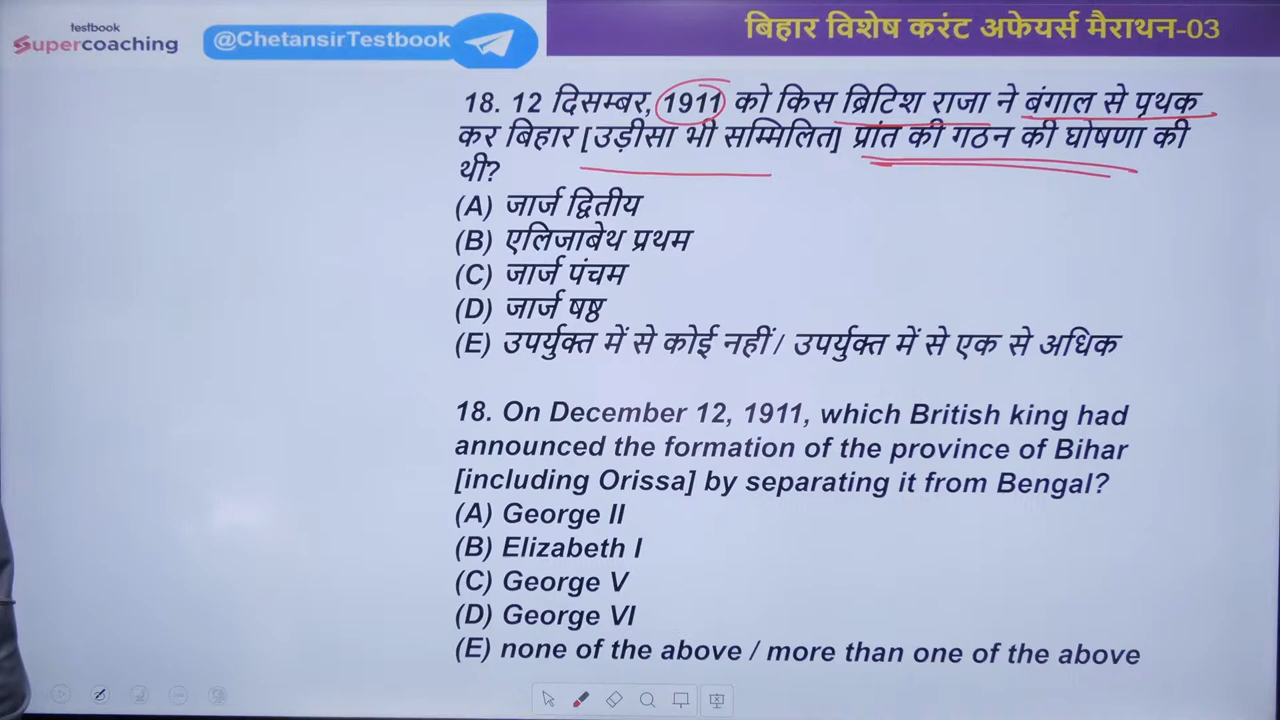 testbook
Supercoaching
@ChetansirTestbook
बिहार विशेष करंट अफेयर्स मैराथन-03
18. 12 दिसम्बर, 1911 को किस ब्रिटिश राजा ने बंगाल से पृथक
कर बिहार [उड़ीसा भी सम्मिलित] प्रांत की गठन की घोषणा की
थी?
(A) जार्ज द्वितीय
(B) एलिजाबेथ प्रथम
(C) जार्ज पंचम
(D) जार्ज षष्ठ
(E) उपर्युक्त में से कोई नहीं/ उपर्युक्त में से एक से अधिक
18. On December 12, 1911, which British king had
announced the formation of the province of Bihar
[including Orissa] by separating it from Bengal?
(A) George II
(B) Elizabeth I
(C) George V
(D) George VI
(E) none of the above / more than one of the above